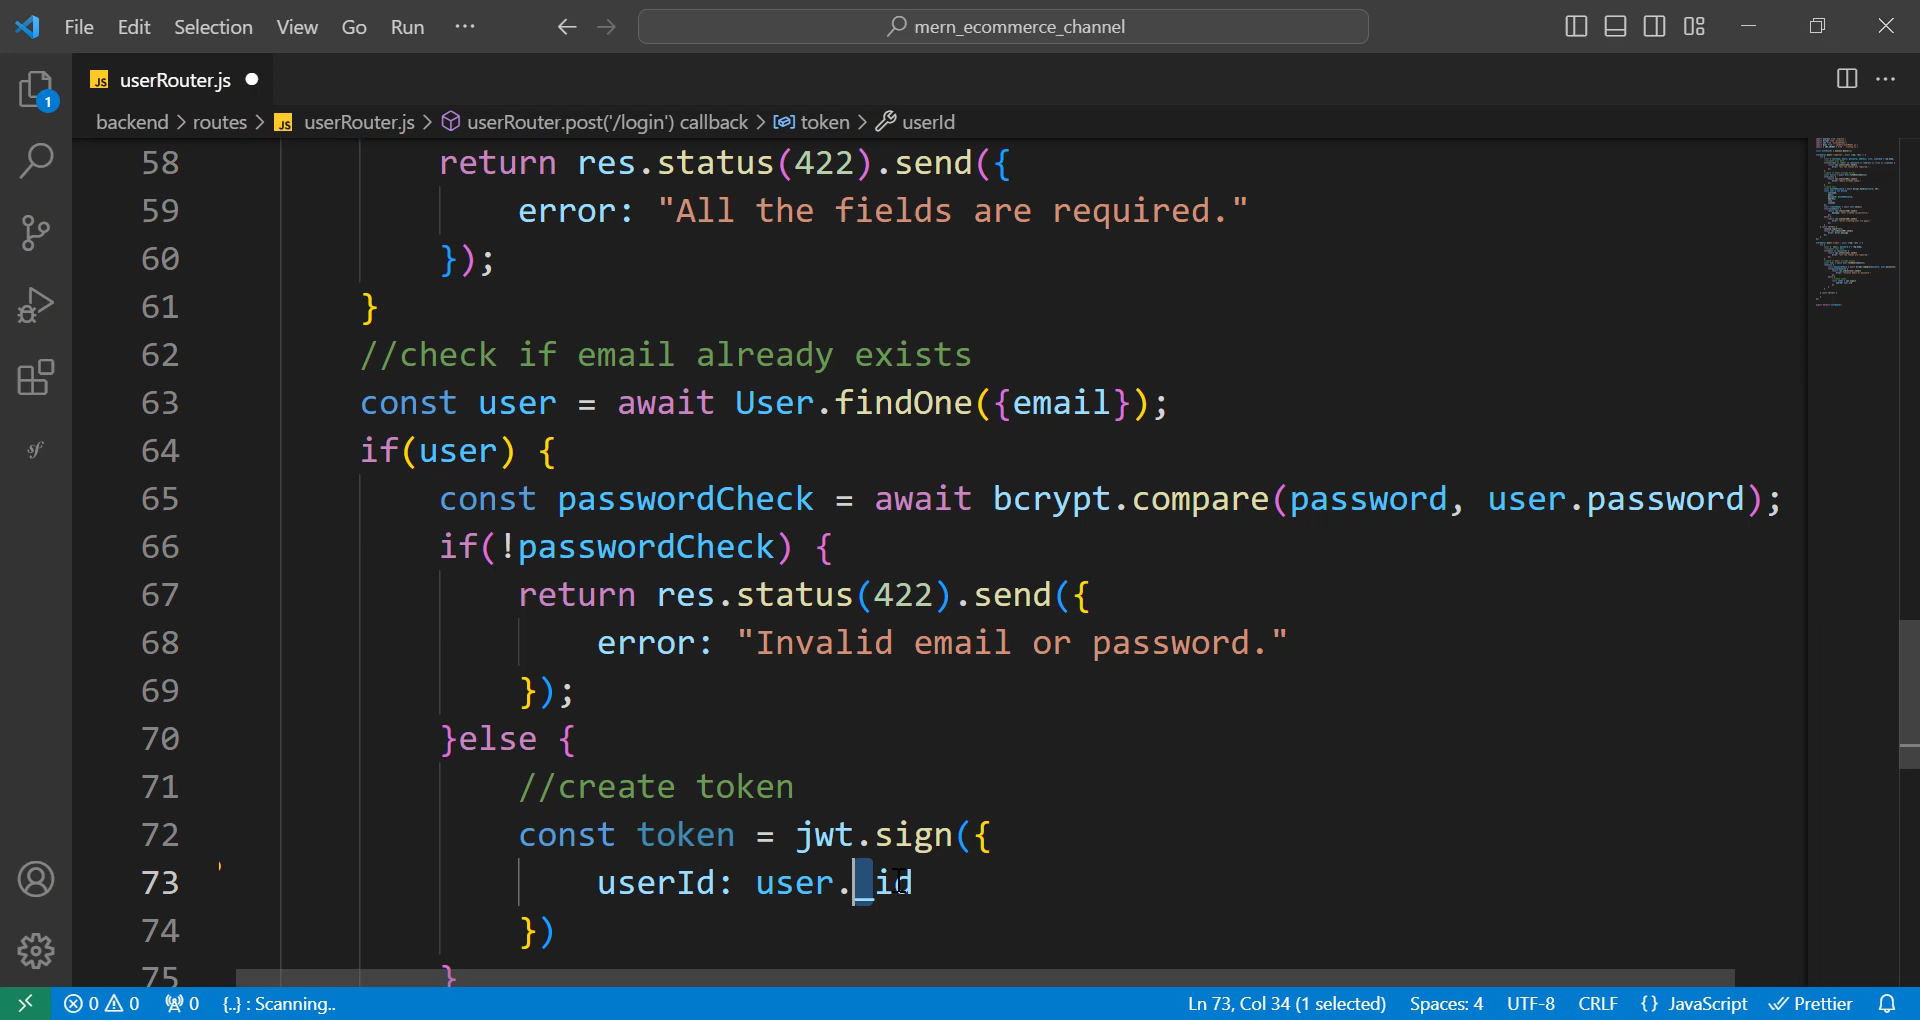 File Edit Selection View Go Run ··· mern_ecommerce_channel
1
JS userRouter.js
backend > routes > JS userRouter.js > userRouter.post('/login') callback > token > userId
58 return res.status(422).send({
59 error: "All the fields are required."
60 });
61 }
62 //check if email already exists
63 const user = await User.findOne({email});
64 if(user) {
65 const passwordCheck = await bcrypt.compare(password, user.password);
66 if(!passwordCheck) {
67 return res.status(422).send({
68 error: "Invalid email or password."
69 });
70 }else {
71 //create token
72 const token = jwt.sign({
73 userId: user._id
74 })
75 }
0 0 0 {..} : Scanning.. Ln 73, Col 34 (1 selected) Spaces: 4 UTF-8 CRLF {} JavaScript Prettier